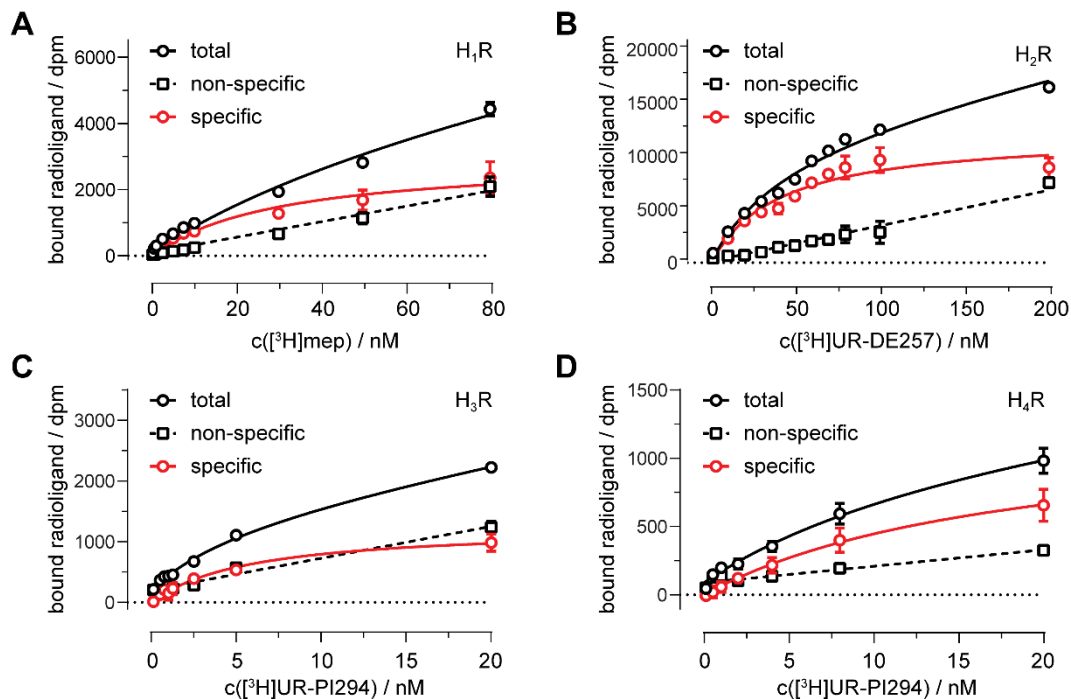 A
bound radioligand / dpm
6000
4000
2000
0
total
non-specific
specific
H₁R
0 20 40 60 80
c([³H]mep) / nM
B
bound radioligand / dpm
20000
15000
10000
5000
0
total
non-specific
specific
H₂R
0 50 100 150 200
c([³H]UR-DE257) / nM
C
bound radioligand / dpm
3000
2000
1000
0
total
non-specific
specific
H₃R
0 5 10 15 20
c([³H]UR-PI294) / nM
D
bound radioligand / dpm
1500
1000
500
0
total
non-specific
specific
H₄R
0 5 10 15 20
c([³H]UR-PI294) / nM